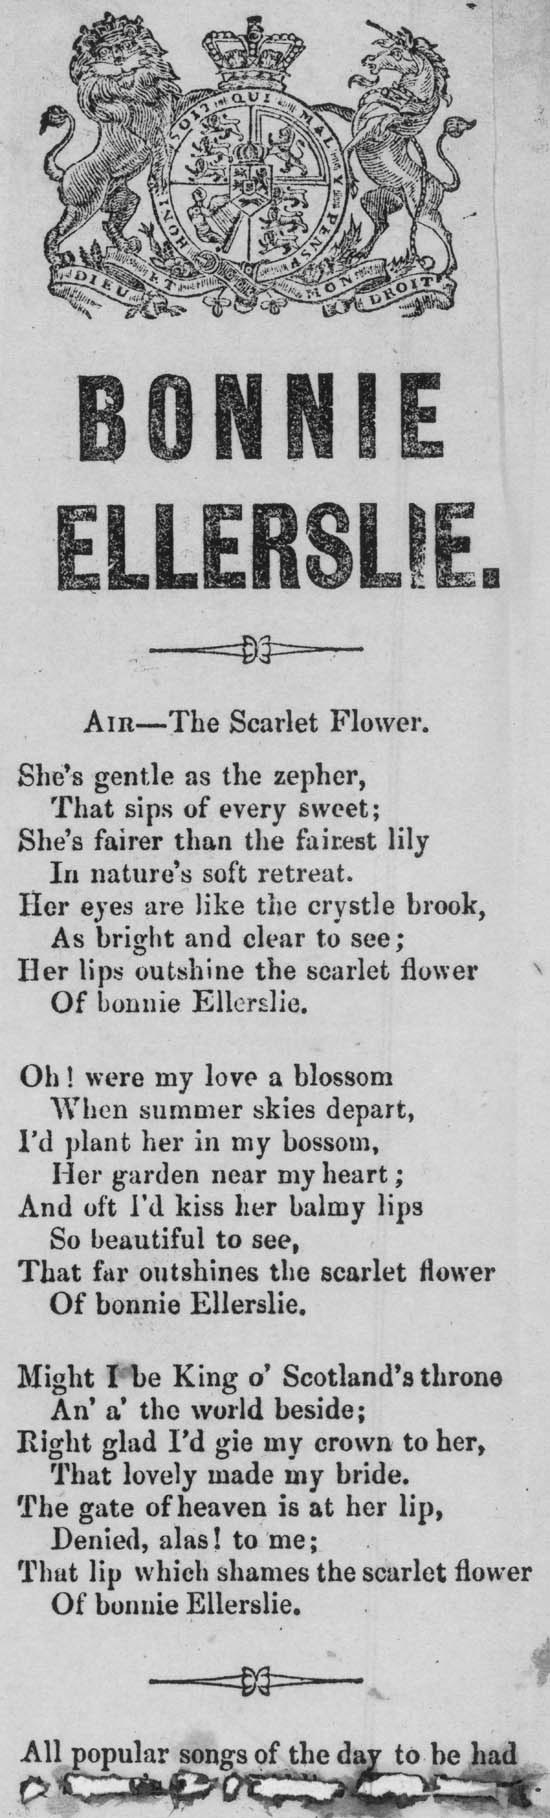 HONI SOIT QUI MAL Y PENSE
DIEU ET MON DROIT
BONNIE
ELLERSLIE.
AIR—The Scarlet Flower.
She's gentle as the zepher,
That sips of every sweet;
She's fairer than the fairest lily
In nature's soft retreat.
Her eyes are like the crystle brook,
As bright and clear to see;
Her lips outshine the scarlet flower
Of bonnie Ellerslie.
Oh! were my love a blossom
When summer skies depart,
I'd plant her in my bossom,
Her garden near my heart;
And oft I'd kiss her balmy lips
So beautiful to see,
That far outshines the scarlet flower
Of bonnie Ellerslie.
Might I be King o' Scotland's throne
An' a' the world beside;
Right glad I'd gie my crown to her,
That lovely made my bride.
The gate of heaven is at her lip,
Denied, alas! to me;
That lip which shames the scarlet flower
Of bonnie Ellerslie.
All popular songs of the day to be had